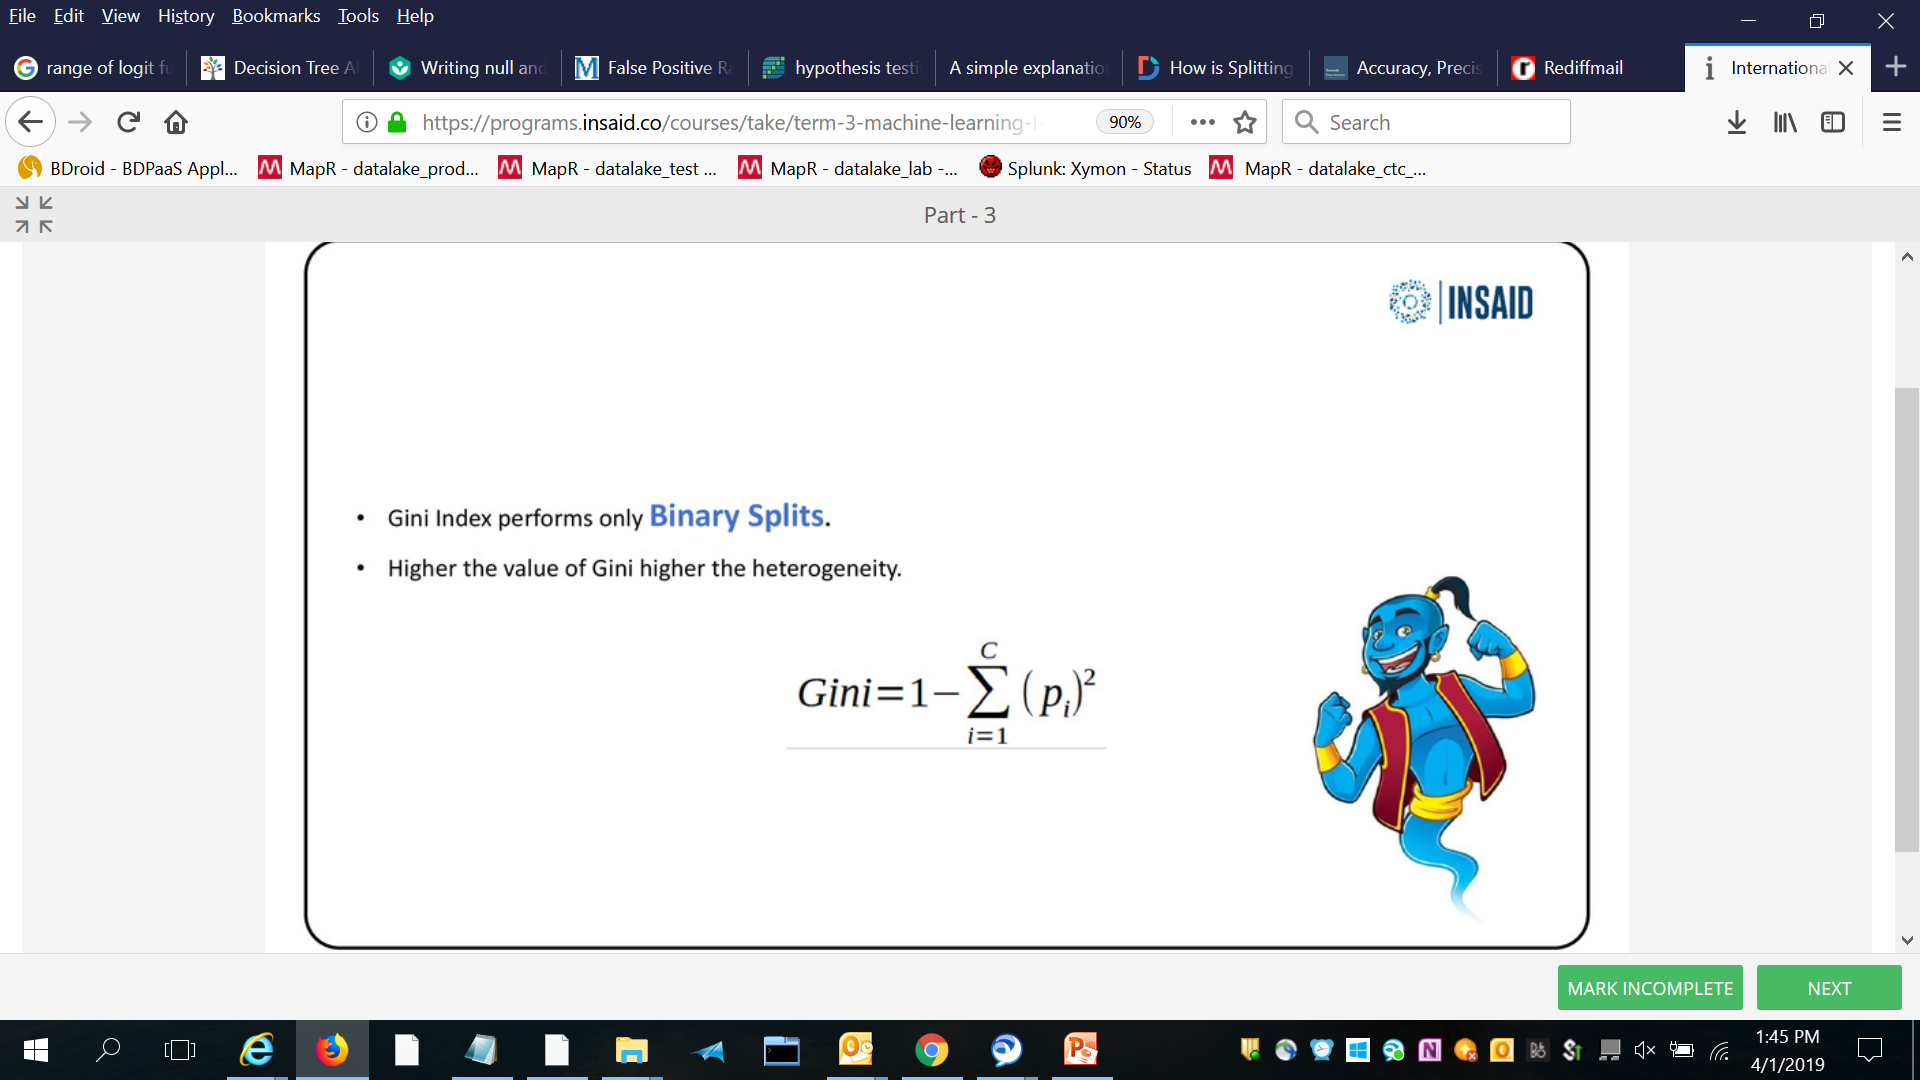 File Edit View History Bookmarks Tools Help
range of logit fu Decision Tree Al Writing null and False Positive Ra hypothesis testi A simple explanatio How is Splitting Accuracy, Precis Rediffmail Internationa
https://programs.insaid.co/courses/take/term-3-machine-learning-l 90% Search
BDroid - BDPaaS Appl... MapR - datalake_prod... MapR - datalake_test ... MapR - datalake_lab -... Splunk: Xymon - Status MapR - datalake_ctc_...
Part - 3
INSAID
• Gini Index performs only Binary Splits.
• Higher the value of Gini higher the heterogeneity.
C
Gini=1−∑(pᵢ)²
i=1
MARK INCOMPLETE NEXT
1:45 PM
4/1/2019